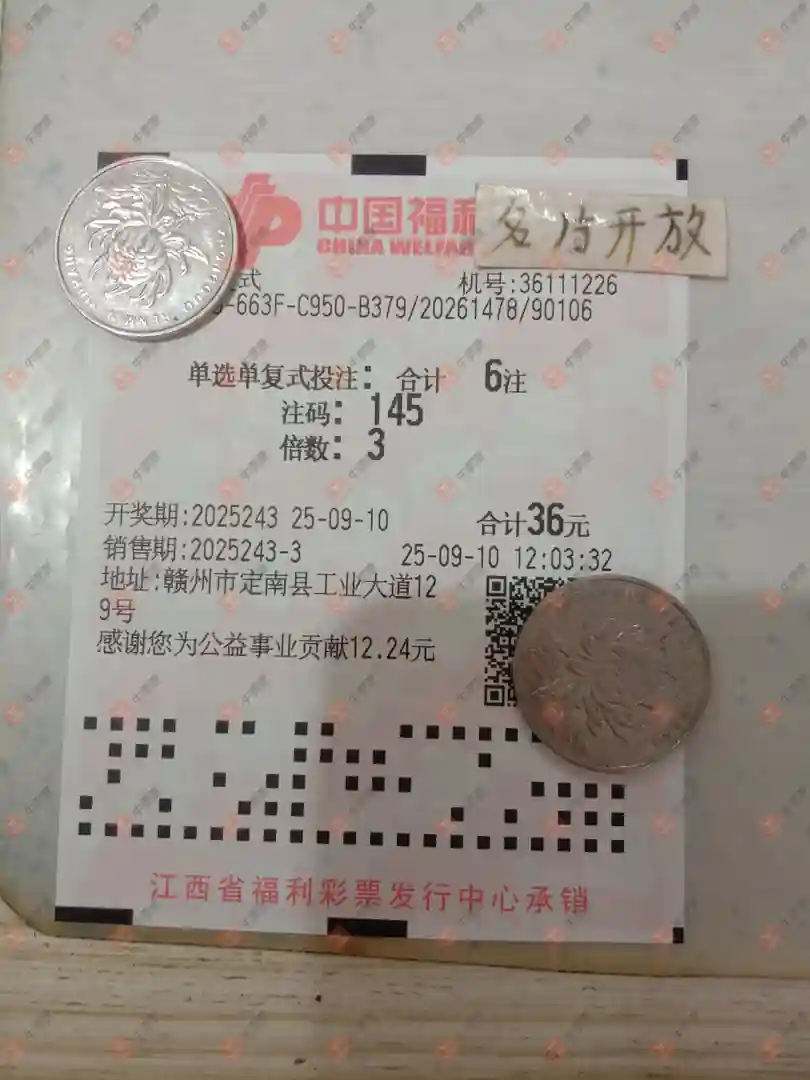 中国福利
CHINA WELFA
开放
式
机号:36111226
-663F-C950-B379/20261478/90106
单选单复式投注: 合计 6注
注码: 145
倍数: 3
开奖期:2025243 25-09-10 合计36元
销售期:2025243-3 25-09-10 12:03:32
地址:赣州市定南县工业大道12
9号
感谢您为公益事业贡献12.24元
江西省福利彩票发行中心承销